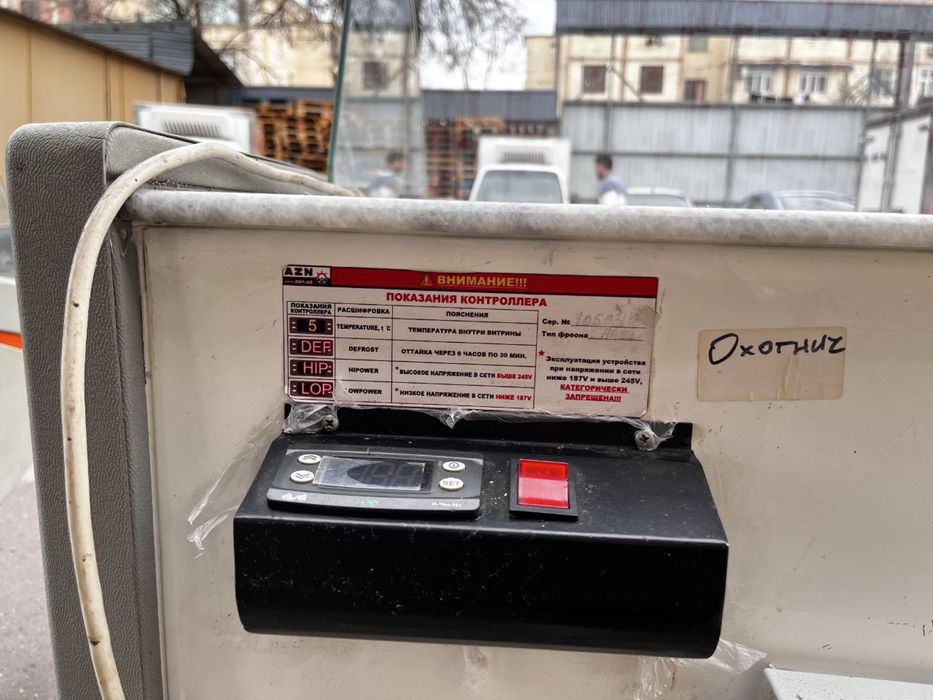 AZN
ВНИМАНИЕ!!!
ПОКАЗАНИЯ КОНТРОЛЛЕРА
ПОКАЗАНИЯ КОНТРОЛЛЕРА РАСШИФРОВКА ПОЯСНЕНИЯ
5 TEMPERATURE, t °C ТЕМПЕРАТУРА ВНУТРИ ВИТРИНЫ
DEF DEFROST ОТТАЙКА ЧЕРЕЗ 6 ЧАСОВ ПО 30 МИН.
HIP HIPOWER *ВЫСОКОЕ НАПРЯЖЕНИЕ В СЕТИ ВЫШЕ 245V
LOP OWPOWER *НИЗКОЕ НАПРЯЖЕНИЕ В СЕТИ НИЖЕ 187V
Сер. №
Тип фреона
* Эксплуатация устройства
при напряжении в сети
ниже 187V и выше 245V,
КАТЕГОРИЧЕСКИ
ЗАПРЕЩЕНА!!!
Охотнич
SET